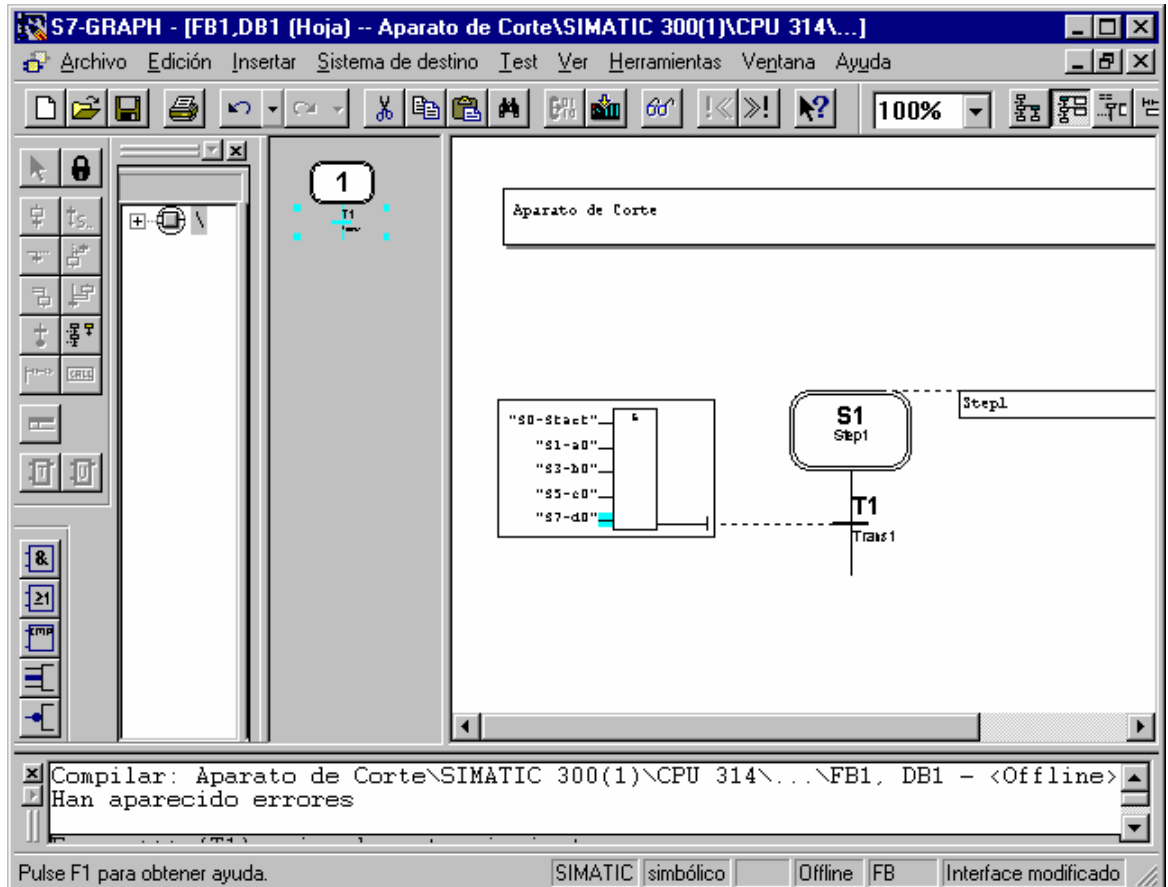 S7-GRAPH - [FB1,DB1 (Hoja) -- Aparato de Corte\SIMATIC 300(1)\CPU 314\...]
Archivo Edición Insertar Sistema de destino Test Ver Herramientas Ventana Ayuda
100%
S..
CALL
&
≥1
CMP
\
1
T1
Aparato de Corte
"S0-Start"
&
"S1-a0"
"S3-b0"
"S5-c0"
"S7-d0"
S1
Step1
Step1
T1
Trans1
Compilar: Aparato de Corte\SIMATIC 300(1)\CPU 314\...\FB1, DB1 - <Offline>
Han aparecido errores
Pulse F1 para obtener ayuda. SIMATIC simbólico Offline FB Interface modificado